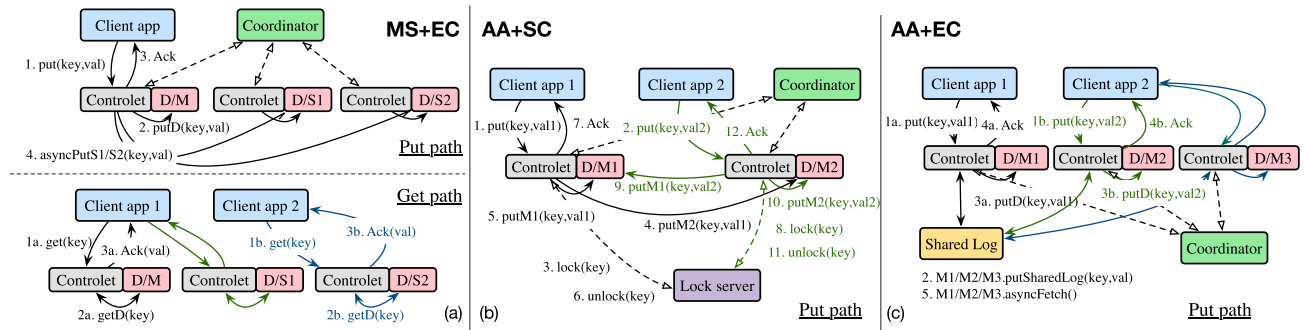 MS+EC
Client app
Coordinator
1. put(key,val)
3. Ack
Controlet
D/M
Controlet
D/S1
Controlet
D/S2
2. putD(key,val)
4. asyncPutS1/S2(key,val)
Put path
Get path
Client app 1
Client app 2
1a. get(key)
3a. Ack(val)
1b. get(key)
3b. Ack(val)
Controlet
D/M
Controlet
D/S1
Controlet
D/S2
2a. getD(key)
2b. getD(key)
(a)
AA+SC
Client app 1
Client app 2
Coordinator
1. put(key,val1)
7. Ack
2. put(key,val2)
12. Ack
Controlet
D/M1
Controlet
D/M2
9. putM1(key,val2)
10. putM2(key,val2)
5. putM1(key,val1)
4. putM2(key,val1)
8. lock(key)
11. unlock(key)
3. lock(key)
6. unlock(key)
Lock server
(b)
Put path
AA+EC
Client app 1
Client app 2
1a. put(key,val1)
4a. Ack
1b. put(key,val2)
4b. Ack
Controlet
D/M1
Controlet
D/M2
Controlet
D/M3
3b. putD(key,val2)
3a. putD(key,val1)
Shared Log
Coordinator
2. M1/M2/M3.putSharedLog(key,val)
5. M1/M2/M3.asyncFetch()
(c)
Put path